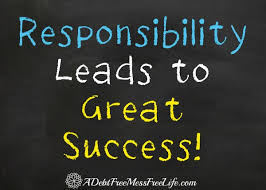 Responsibility
Leads to
Great
Success!
ADebtFreeMessFreeLife.com